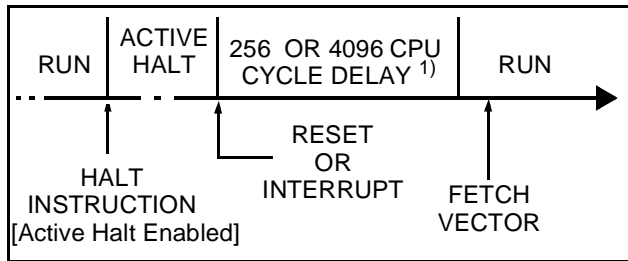 RUN
ACTIVE
HALT
256 OR 4096 CPU
CYCLE DELAY 1)
RUN
RESET
OR
INTERRUPT
HALT
INSTRUCTION
[Active Halt Enabled]
FETCH
VECTOR